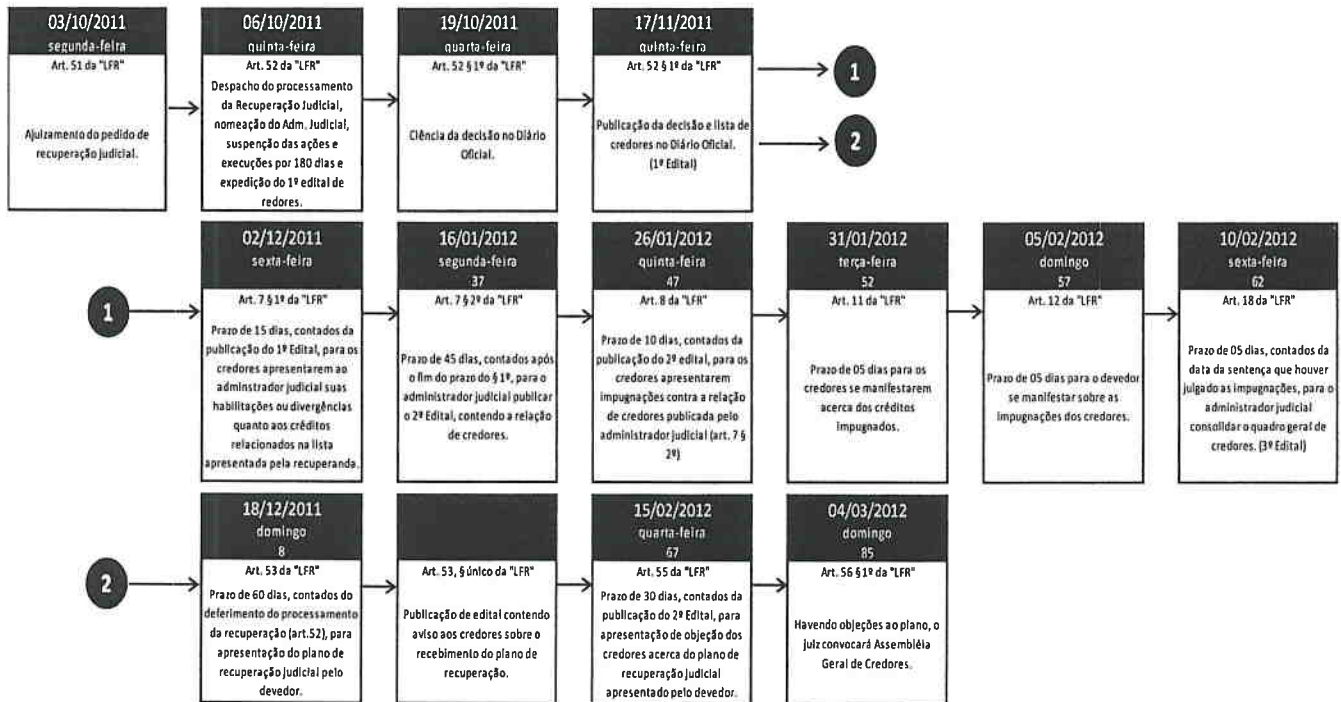 03/10/2011
segunda-feira
Art. 51 da "LFR"
Ajuizamento do pedido de
recuperação judicial.
06/10/2011
quinta-feira
Art. 52 da "LFR"
Despacho do processamento
da Recuperação Judicial,
nomeação do Adm. Judicial,
suspenção das ações e
execuções por 180 dias e
expedição do 1º edital de
redores.
19/10/2011
quarta-feira
Art. 52 § 1º da "LFR"
Ciência da decisão no Diário
Oficial.
17/11/2011
quinta-feira
Art. 52 § 1º da "LFR"
Publicação da decisão e lista de
credores no Diário Oficial.
(1º Edital)
1
2
1
02/12/2011
sexta-feira
Art. 7 § 1º da "LFR"
Prazo de 15 dias, contados da
publicação do 1º Edital, para os
credores apresentarem ao
adminstrador judicial suas
habilitações ou divergências
quanto aos créditos
relacionados na lista
apresentada pela recuperanda.
16/01/2012
segunda-feira
37
Art. 7 § 2º da "LFR"
Prazo de 45 dias, contados após
o fim do prazo do § 1º, para o
administrador judicial publicar
o 2º Edital, contendo a relação
de credores.
26/01/2012
quinta-feira
47
Art. 8 da "LFR"
Prazo de 10 dias, contados da
publicação do 2º edital, para os
credores apresentarem
impugnações contra a relação
de credores publicada pelo
administrador judicial (art. 7 §
2º)
31/01/2012
terça-feira
52
Art. 11 da "LFR"
Prazo de 05 dias para os
credores se manifestarem
acerca dos créditos
impugnados.
05/02/2012
domingo
57
Art. 12 da "LFR"
Prazo de 05 dias para o devedor
se manifestar sobre as
impugnações dos credores.
10/02/2012
sexta-feira
62
Art. 18 da "LFR"
Prazo de 05 dias, contados da
data da sentença que houver
julgado as impugnações, para o
administrador judicial
consolidar o quadro geral de
credores. (3º Edital)
2
18/12/2011
domingo
8
Art. 53 da "LFR"
Prazo de 60 dias, contados do
deferimento do processamento
da recuperação (art.52), para
apresentação do plano de
recuperação judicial pelo
devedor.
Art. 53, § único da "LFR"
Publicação de edital contendo
aviso aos credores sobre o
recebimento do plano de
recuperação.
15/02/2012
quarta-feira
67
Art. 55 da "LFR"
Prazo de 30 dias, contados da
publicação do 2º Edital, para
apresentação de objeção dos
credores acerca do plano de
recuperação judicial
apresentado pelo devedor.
04/03/2012
domingo
85
Art. 56 § 1º da "LFR"
Havendo objeções ao plano, o
juiz convocará Assembléia
Geral de Credores.